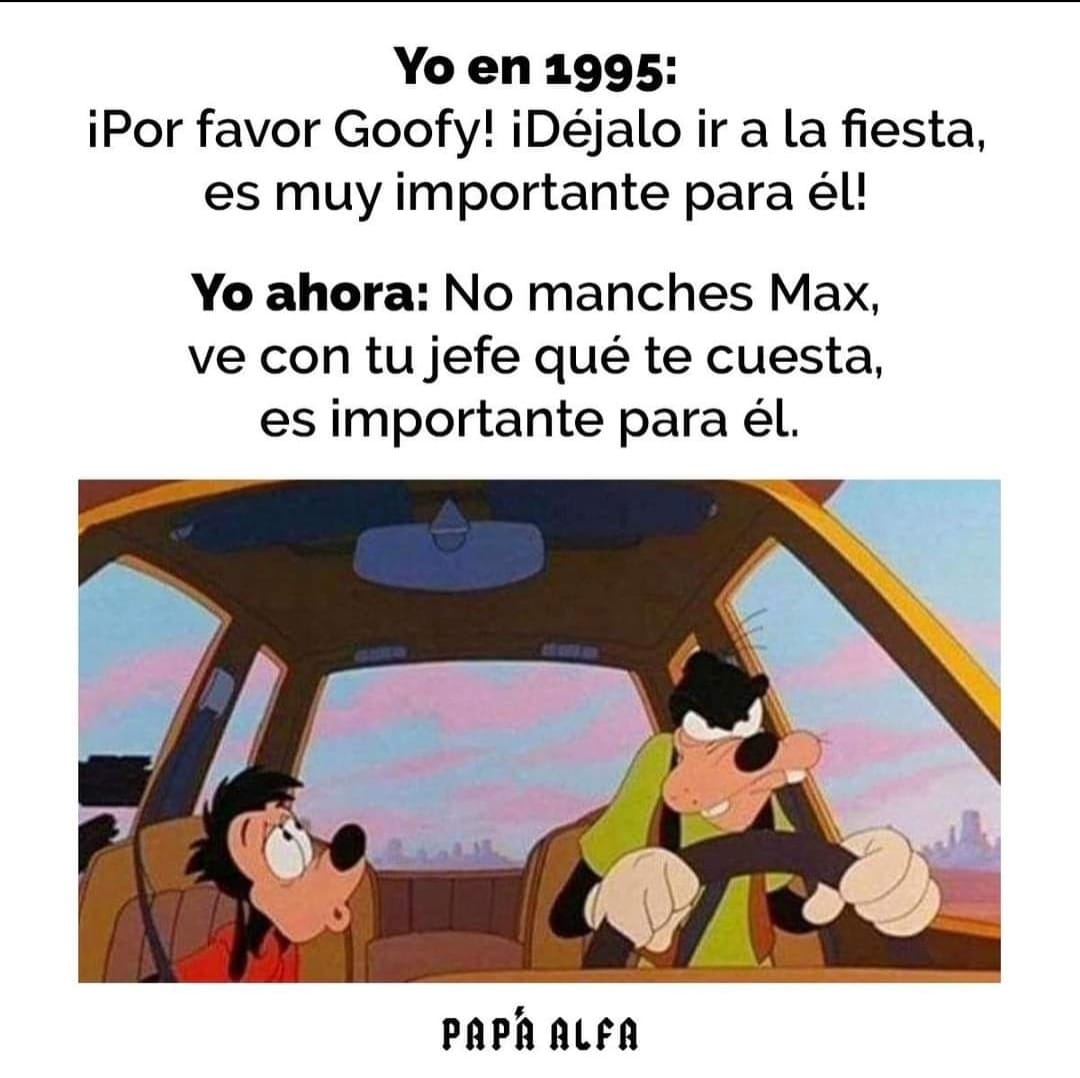 Yo en 1995:
¡Por favor Goofy! ¡Déjalo ir a la fiesta,
es muy importante para él!
Yo ahora: No manches Max,
ve con tu jefe qué te cuesta,
es importante para él.
PAPÁ ALFA